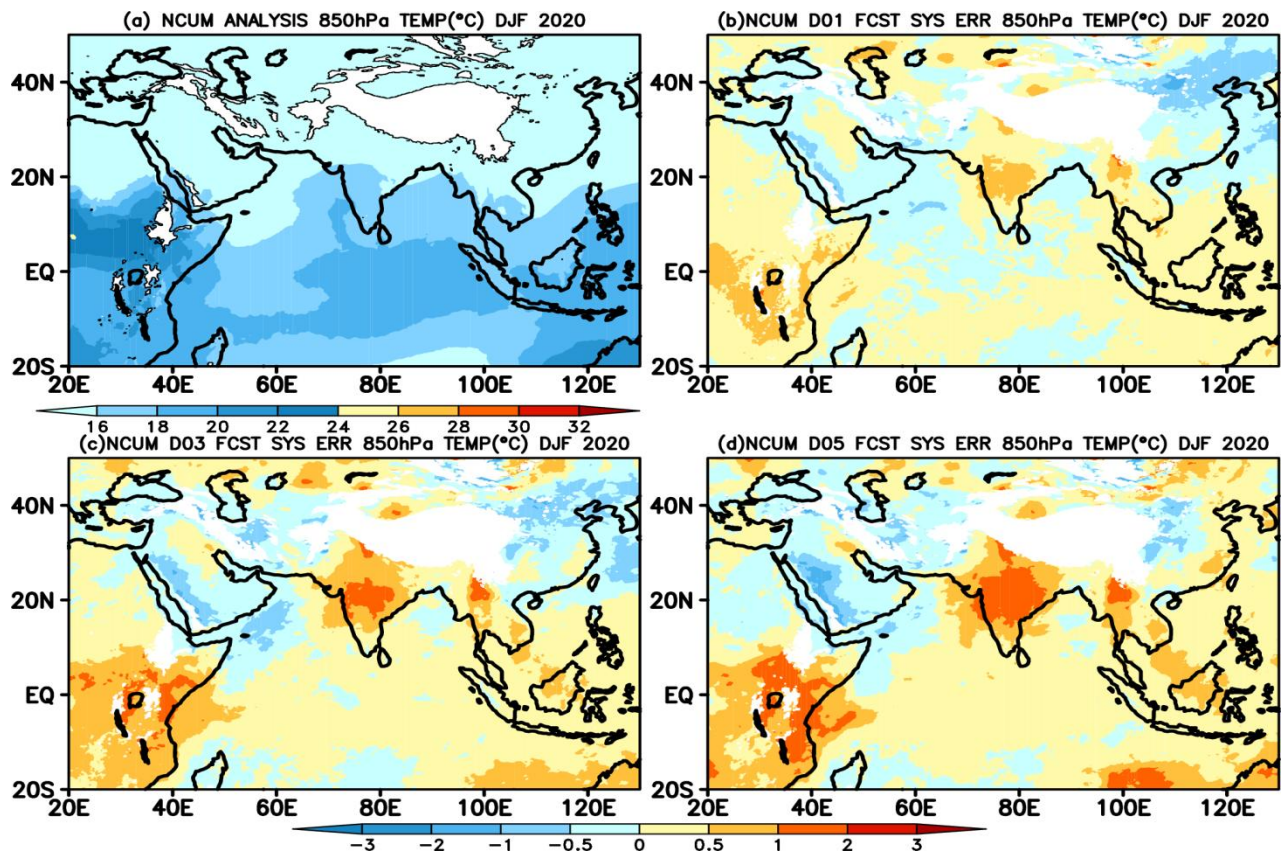 (a) NCUM ANALYSIS 850hPa TEMP(°C) DJF 2020
(b)NCUM D01 FCST SYS ERR 850hPa TEMP(°C) DJF 2020
40N
20N
EQ
20S
20E 40E 60E 80E 100E 120E
40N
20N
EQ
20S
20E 40E 60E 80E 100E 120E
16 18 20 22 24 26 28 30 32
(c)NCUM D03 FCST SYS ERR 850hPa TEMP(°C) DJF 2020
(d)NCUM D05 FCST SYS ERR 850hPa TEMP(°C) DJF 2020
40N
20N
EQ
20S
20E 40E 60E 80E 100E 120E
40N
20N
EQ
20S
20E 40E 60E 80E 100E 120E
−3 −2 −1 −0.5 0 0.5 1 2 3